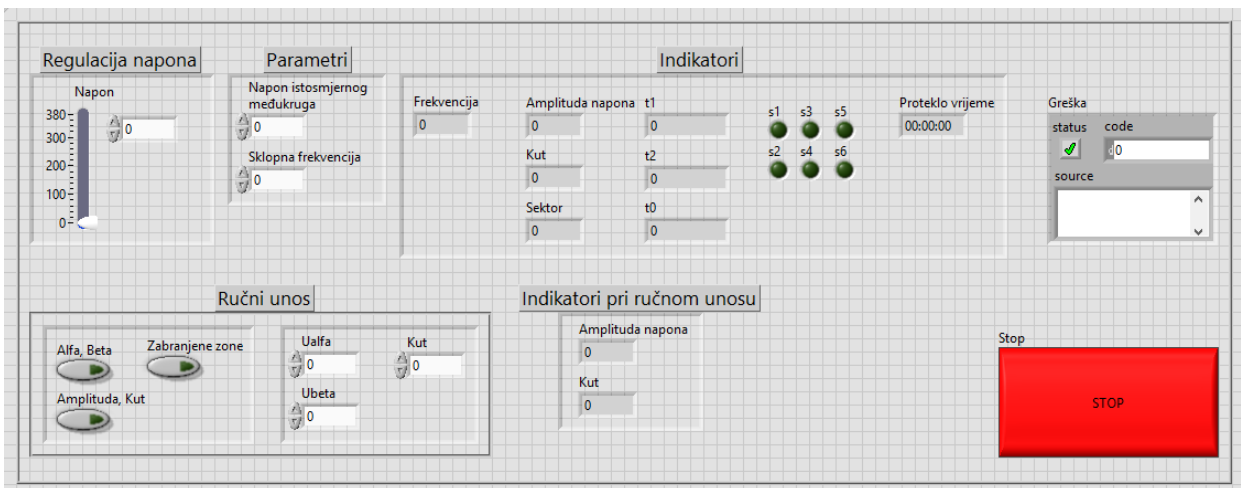 Regulacija napona
Napon
380
300
200
100
0
0
Parametri
Napon istosmjernog
međukruga
0
Sklopna frekvencija
0
Indikatori
Frekvencija
0
Amplituda napona
0
Kut
0
Sektor
0
t1
0
t2
0
t0
0
s1 s3 s5
s2 s4 s6
Proteklo vrijeme
00:00:00
Greška
status code
d0
source
Ručni unos
Alfa, Beta
Zabranjene zone
Amplituda, Kut
Ualfa
0
Ubeta
0
Kut
0
Indikatori pri ručnom unosu
Amplituda napona
0
Kut
0
Stop
STOP